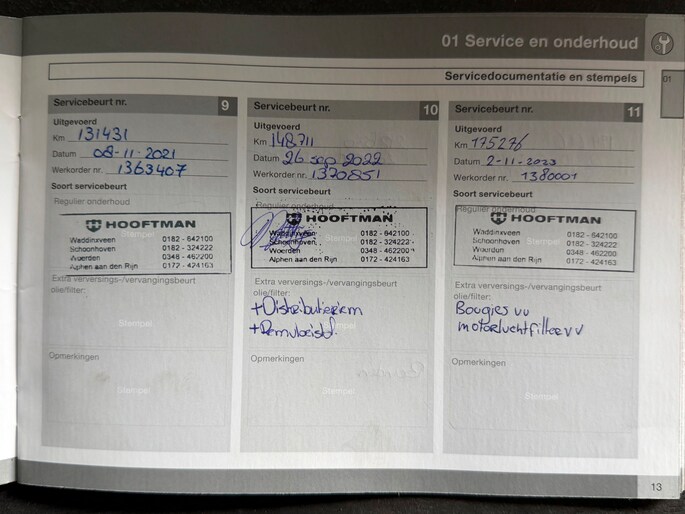 01 Service en onderhoud
Servicedocumentatie en stempels
01
Servicebeurt nr. 9
Uitgevoerd
Km 131431
Datum 08-11-2021
Werkorder nr. 1363407
Soort servicebeurt
Regulier onderhoud
HOOFTMAN
Waddinxveen 0182 - 642100
Schoonhoven 0182 - 324222
Woerden 0348 - 462200
Alphen aan den Rijn 0172 - 424163
Extra verversings-/vervangingsbeurt
olie/filter:
Stempel
Opmerkingen
Stempel
Servicebeurt nr. 10
Uitgevoerd
Km 148711
Datum 26 sep 2022
Werkorder nr. 1370851
Soort servicebeurt
Regulier onderhoud
HOOFTMAN
Waddinxveen 0182 - 642100
Schoonhoven 0182 - 324222
Woerden 0348 - 462200
Alphen aan den Rijn 0172 - 424163
Extra verversings-/vervangingsbeurt
olie/filter:
+Distributieriem
+Remvloeist.
Stempel
Opmerkingen
Stempel
Servicebeurt nr. 11
Uitgevoerd
Km 175276
Datum 2-11-2023
Werkorder nr. 1380001
Soort servicebeurt
Regulier onderhoud
HOOFTMAN
Waddinxveen 0182 - 642100
Schoonhoven 0182 - 324222
Woerden 0348 - 462200
Alphen aan den Rijn 0172 - 424163
Extra verversings-/vervangingsbeurt
olie/filter:
Bougies vv
motorluchtfilter vv
Stempel
Opmerkingen
Stempel
13